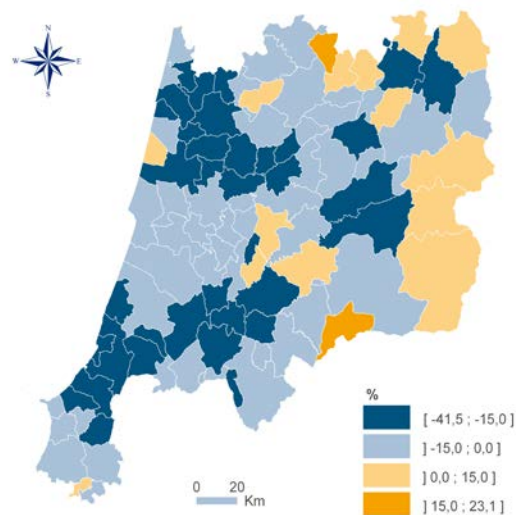 N
W E
S
%
] -41,5 ; -15,0 ]
] -15,0 ; 0,0 ]
] 0,0 ; 15,0 ]
] 15,0 ; 23,1 ]
0 20
Km